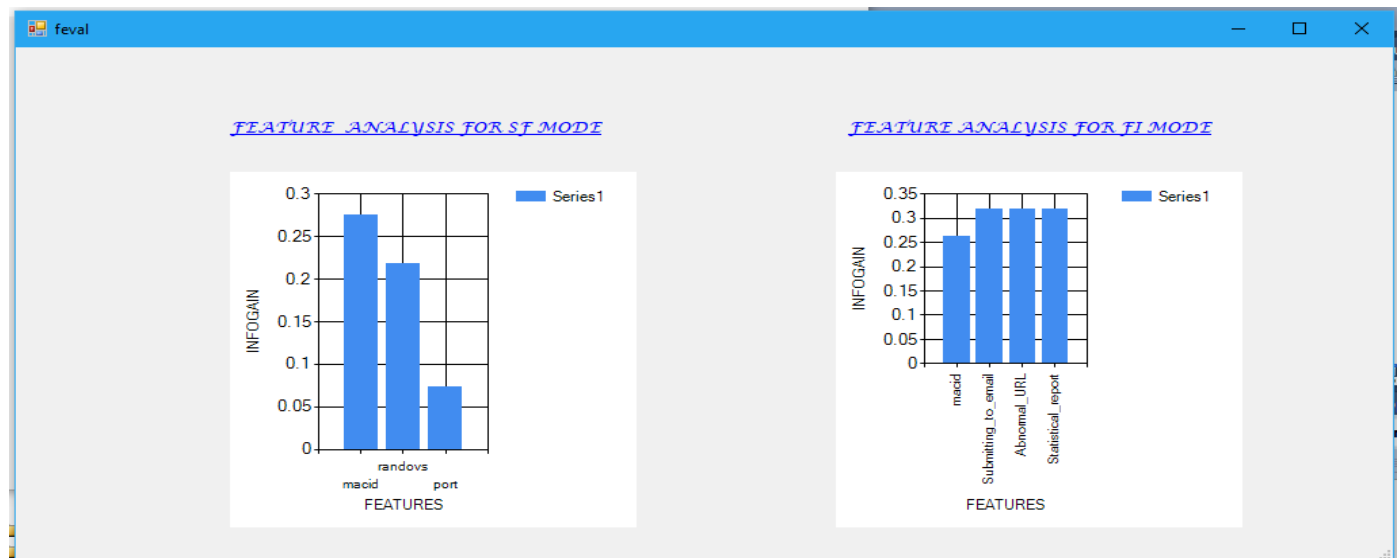 feval
FEATURE ANALYSIS FOR SF MODE
0.3
0.25
0.2
0.15
0.1
0.05
0
INFOGAIN
randovs
macid port
FEATURES
Series1
FEATURE ANALYSIS FOR FI MODE
0.35
0.3
0.25
0.2
0.15
0.1
0.05
0
INFOGAIN
macid
Submitting_to_email
Abnormal_URL
Statistical_report
FEATURES
Series1